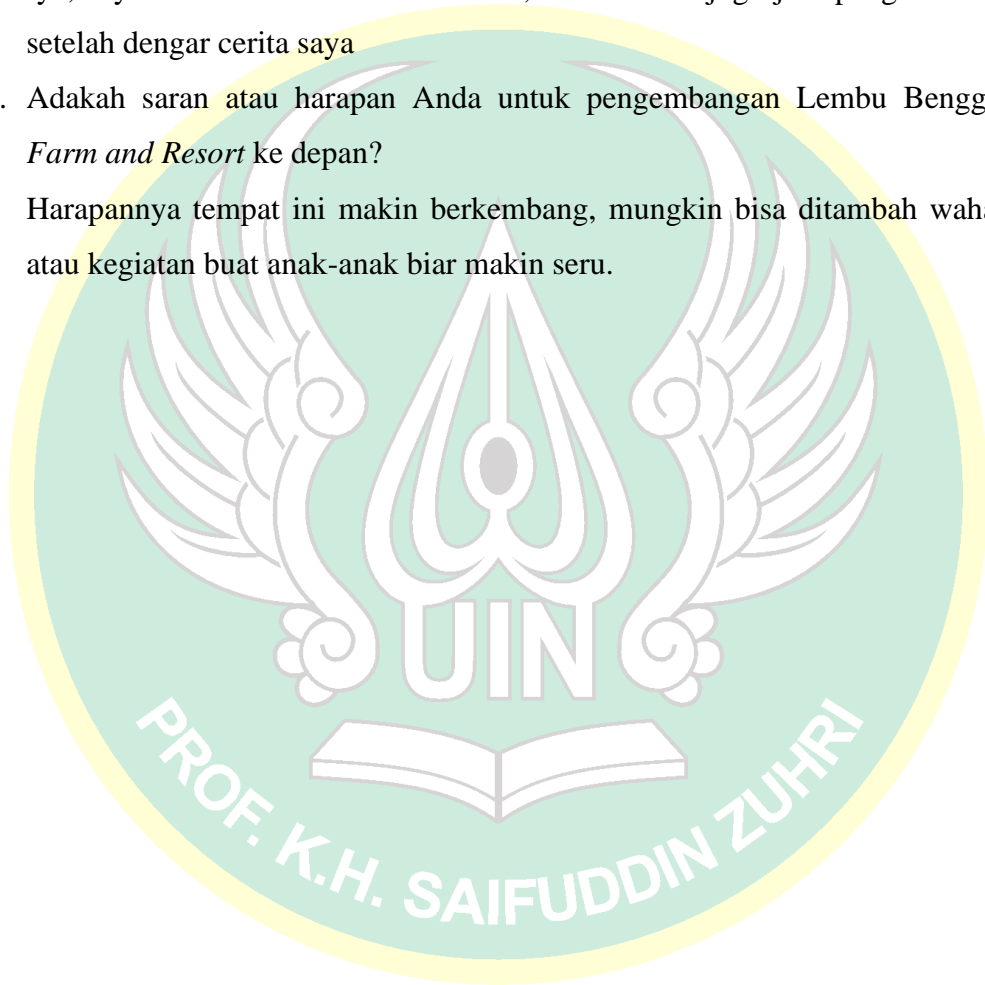 setelah dengar cerita saya
. Adakah saran atau harapan Anda untuk pengembangan Lembu Bengg
Farm and Resort ke depan?
Harapannya tempat ini makin berkembang, mungkin bisa ditambah wah
atau kegiatan buat anak-anak biar makin seru.
UIN
PROF. K.H. SAIFUDDIN ZUHRI